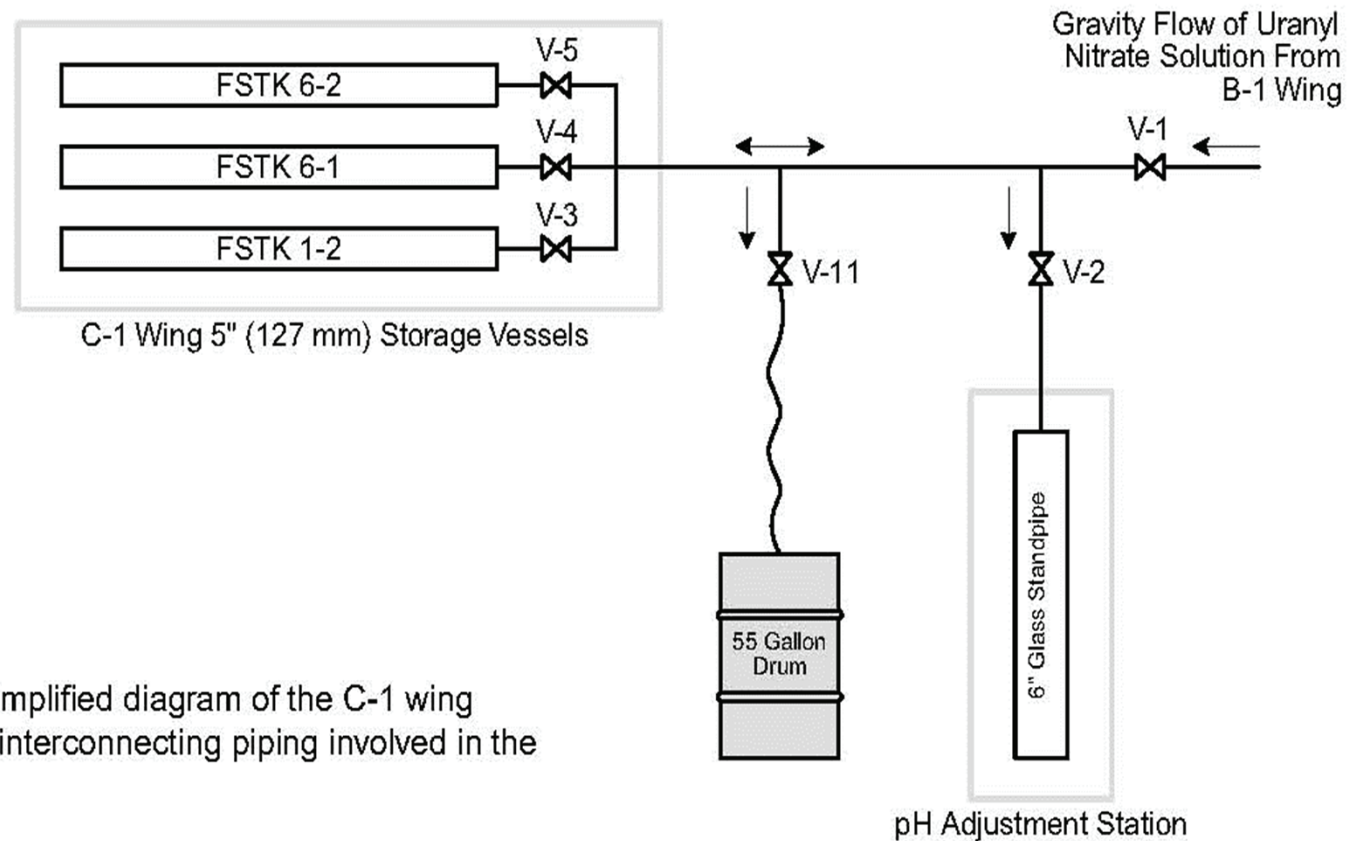 Gravity Flow of Uranyl
Nitrate Solution From
B-1 Wing
V-5
FSTK 6-2
V-4
FSTK 6-1
V-3
FSTK 1-2
V-1
V-11
V-2
C-1 Wing 5" (127 mm) Storage Vessels
55 Gallon
Drum
6" Glass Standpipe
mplified diagram of the C-1 wing
interconnecting piping involved in the
pH Adjustment Station